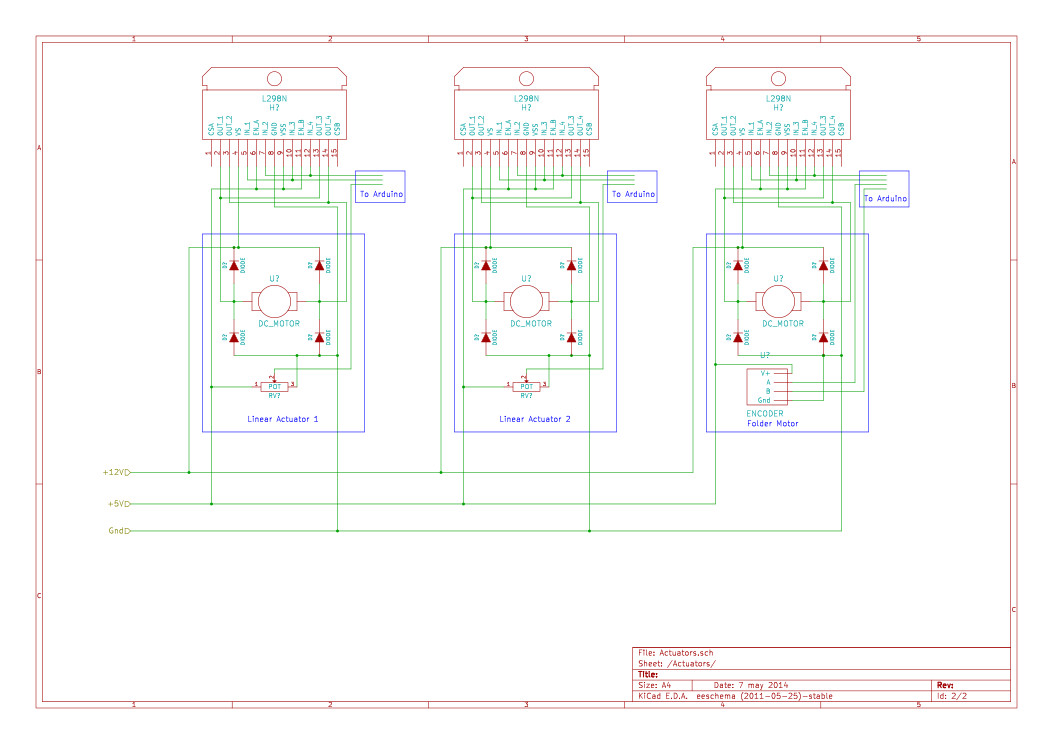 1 2 3 4 5
L298N L298N L298N
H? H? H?
CSA OUT_1 OUT_2 VS IN_1 EN_A IN_2 GND VSS IN_3 EN_B IN_4 OUT_3 OUT_4 CSB
CSA OUT_1 OUT_2 VS IN_1 EN_A IN_2 GND VSS IN_3 EN_B IN_4 OUT_3 OUT_4 CSB
CSA OUT_1 OUT_2 VS IN_1 EN_A IN_2 GND VSS IN_3 EN_B IN_4 OUT_3 OUT_4 CSB
A A
1 2 3 4 5 6 7 8 9 10 11 12 13 14 15
1 2 3 4 5 6 7 8 9 10 11 12 13 14 15
1 2 3 4 5 6 7 8 9 10 11 12 13 14 15
To Arduino To Arduino To Arduino
D? DIODE D? DIODE D? DIODE D? DIODE D? DIODE D? DIODE
U? U? U?
DC_MOTOR DC_MOTOR DC_MOTOR
D? DIODE D? DIODE D? DIODE D? DIODE D? DIODE D? DIODE
U?
B B
2 2
V+
1 POT 3 1 POT 3
A
RV? RV?
B
Gnd
ENCODER
Linear Actuator 1 Linear Actuator 2 Folder Motor
+12V
+5V
Gnd
C C
File: Actuators.sch
Sheet: /Actuators/
Title:
Size: A4 Date: 7 may 2014 Rev:
KiCad E.D.A. eeschema (2011-05-25)-stable Id: 2/2
1 2 3 4 5